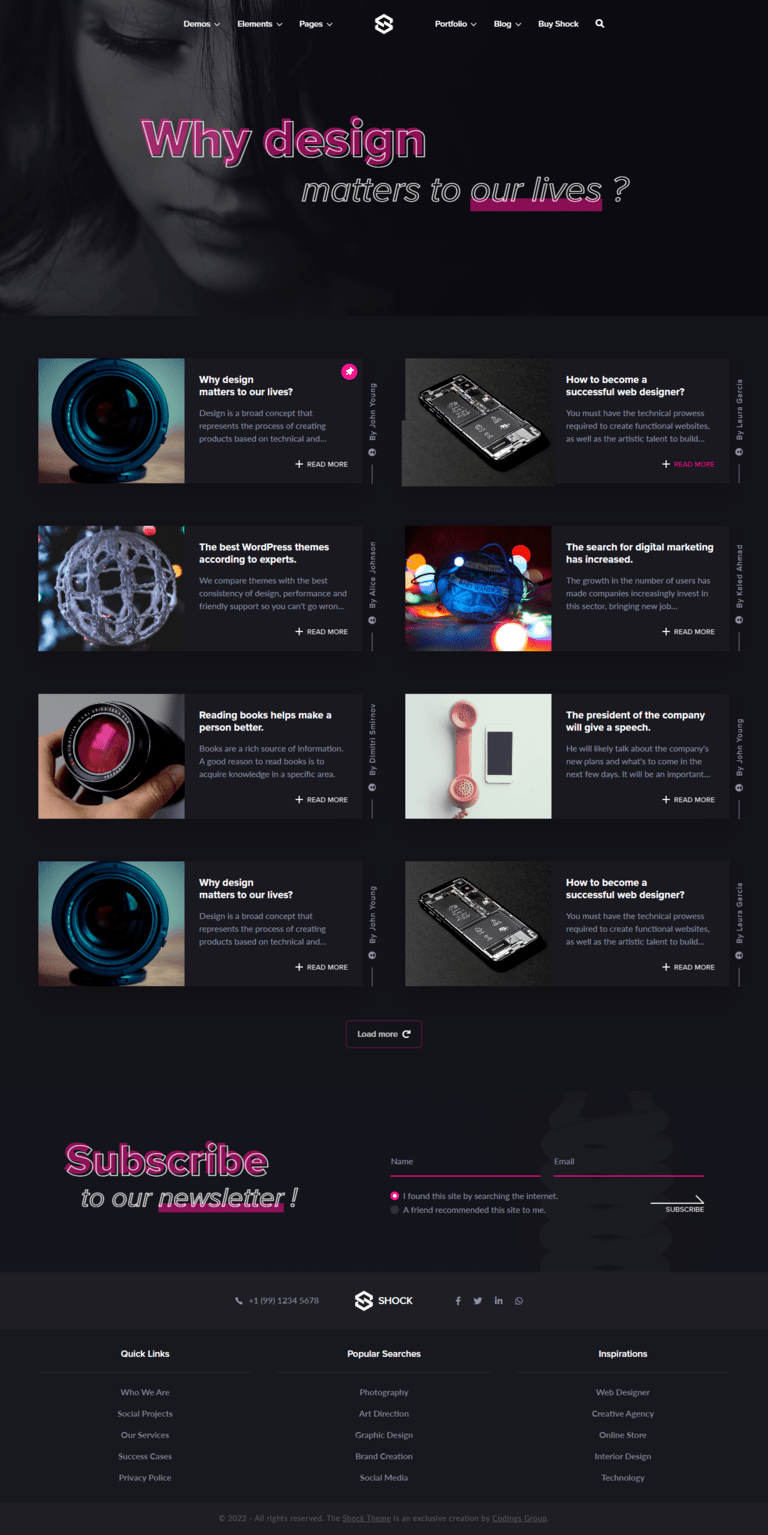 Demos Elements Pages Portfolio Blog Buy Shock
Why design
matters to our lives ?
Why design
matters to our lives?
Design is a broad concept that
represents the process of creating
products based on technical and...
READ MORE
By John Young
How to become a
successful web designer?
You must have the technical prowess
required to create functional websites,
as well as the artistic talent to build...
READ MORE
By Laura Garcia
The best WordPress themes
according to experts.
We compare themes with the best
consistency of design, performance and
friendly support so you can't go wron...
READ MORE
By Alice Johnson
The search for digital marketing
has increased.
The growth in the number of users has
made companies increasingly invest in
this sector, bringing new job...
READ MORE
By Kaled Ahmad
Reading books helps make a
person better.
Books are a rich source of information.
A good reason to read books is to
acquire knowledge in a specific area.
READ MORE
By Dimitri Smirnov
The president of the company
will give a speech.
He will likely talk about the company's
new plans and what's to come in the
next few days. It will be an important...
READ MORE
By John Young
Why design
matters to our lives?
Design is a broad concept that
represents the process of creating
products based on technical and...
READ MORE
By John Young
How to become a
successful web designer?
You must have the technical prowess
required to create functional websites,
as well as the artistic talent to build...
READ MORE
By Laura Garcia
Load more
Subscribe
to our newsletter !
Name
Email
I found this site by searching the internet.
A friend recommended this site to me.
SUBSCRIBE
+1 (99) 1234 5678
SHOCK
Quick Links
Who We Are
Social Projects
Our Services
Success Cases
Privacy Police
Popular Searches
Photography
Art Direction
Graphic Design
Brand Creation
Social Media
Inspirations
Web Designer
Creative Agency
Online Store
Interior Design
Technology
© 2022 - All rights reserved. The Shock Theme is an exclusive creation by Codings Group.